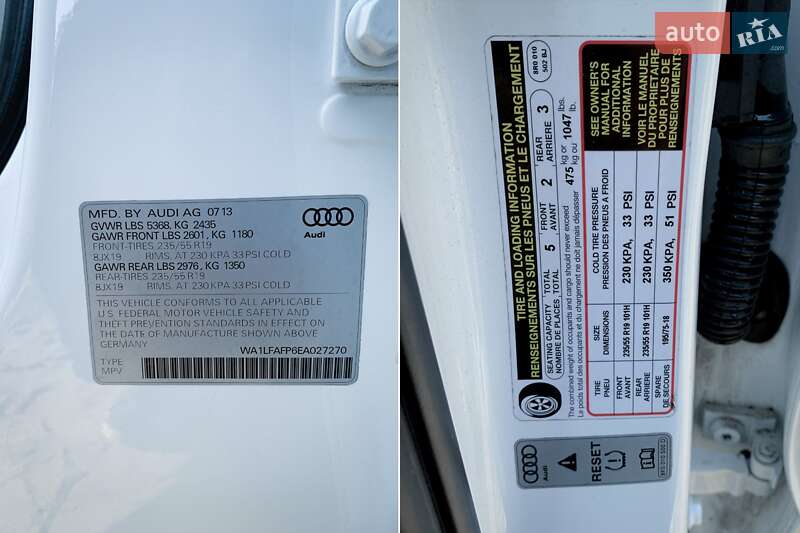 MFD. BY AUDI AG 0713
GVWR LBS 5368, KG 2435
GAWR FRONT LBS 2601, KG 1180
FRONT-TIRES 235/55 R19
8JX19 RIMS, AT 230 KPA 33 PSI COLD
GAWR REAR LBS 2976, KG 1350
REAR-TIRES 235/55 R19
8JX19 RIMS, AT 230 KPA 33 PSI COLD
Audi
THIS VEHICLE CONFORMS TO ALL APPLICABLE
U.S. FEDERAL MOTOR VEHICLE SAFETY AND
THEFT PREVENTION STANDARDS IN EFFECT ON
THE DATE OF MANUFACTURE SHOWN ABOVE
GERMANY
WA1LFAFP6EA027270
TYPE
MPV
auto RIA .com
TIRE AND LOADING INFORMATION
RENSEIGNEMENTS SUR LES PNEUS ET LE CHARGEMENT
8R0 010
502 BJ
SEATING CAPACITY TOTAL 5 FRONT 2 REAR 3
NOMBRE DE PLACES, TOTAL AVANT ARRIERE
The combined weight of occupants and cargo should never exceed 475 kg or 1047 lbs.
Le poids total des occupants et du chargement ne doit jamais dépasser kg ou lb.
TIRE SIZE COLD TIRE PRESSURE
PNEU DIMENSIONS PRESSION DES PNEUS A FROID
FRONT
AVANT 235/55 R19 101H 230 KPA, 33 PSI
REAR
ARRIERE 235/55 R19 101H 230 KPA, 33 PSI
SPARE
DE SECOURS 195/75-18 350 KPA, 51 PSI
SEE OWNER'S
MANUAL FOR
ADDITIONAL
INFORMATION
VOIR LE MANUEL
DU PROPRIETAIRE
POUR PLUS DE
RENSEIGNEMENTS
Audi
RESET
8R0 010 500 D